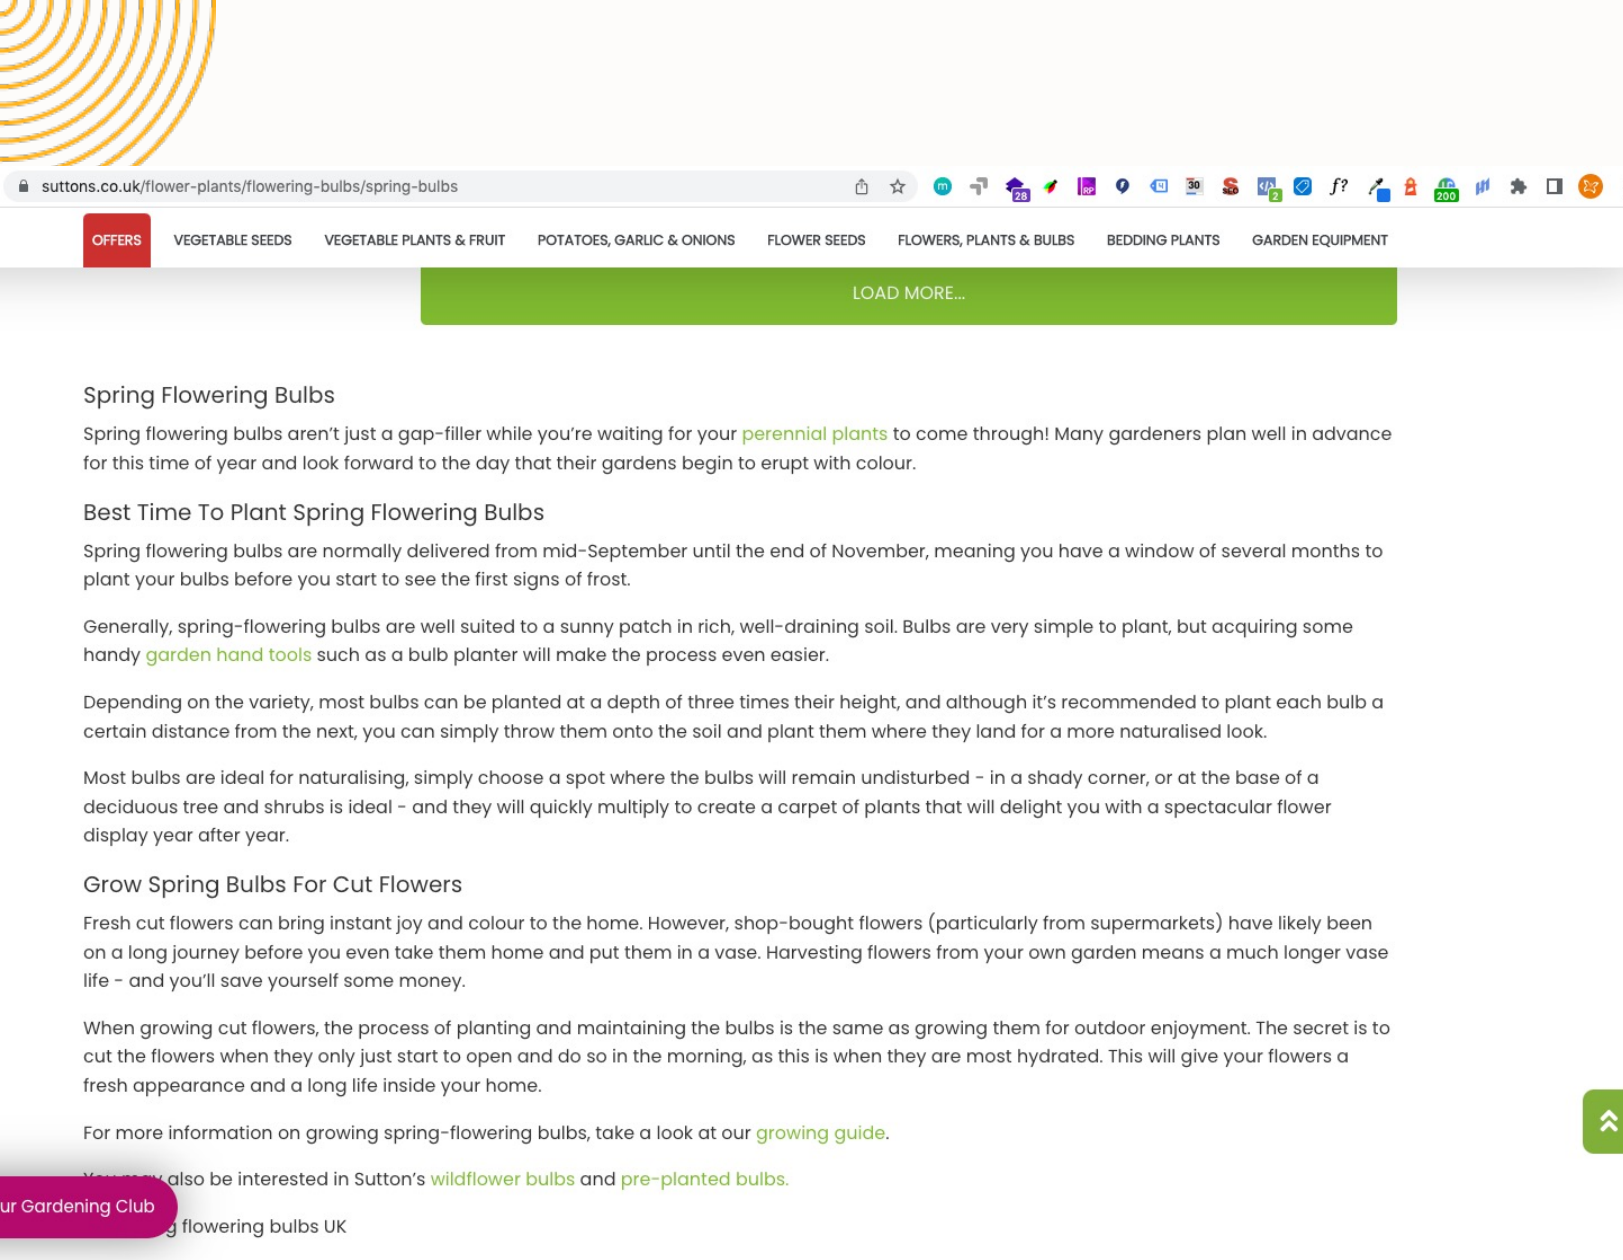 suttons.co.uk/flower-plants/flowering-bulbs/spring-bulbs
OFFERS VEGETABLE SEEDS VEGETABLE PLANTS & FRUIT POTATOES, GARLIC & ONIONS FLOWER SEEDS FLOWERS, PLANTS & BULBS BEDDING PLANTS GARDEN EQUIPMENT
LOAD MORE...
Spring Flowering Bulbs
Spring flowering bulbs aren't just a gap-filler while you're waiting for your perennial plants to come through! Many gardeners plan well in advance
for this time of year and look forward to the day that their gardens begin to erupt with colour.
Best Time To Plant Spring Flowering Bulbs
Spring flowering bulbs are normally delivered from mid-September until the end of November, meaning you have a window of several months to
plant your bulbs before you start to see the first signs of frost.
Generally, spring-flowering bulbs are well suited to a sunny patch in rich, well-draining soil. Bulbs are very simple to plant, but acquiring some
handy garden hand tools such as a bulb planter will make the process even easier.
Depending on the variety, most bulbs can be planted at a depth of three times their height, and although it's recommended to plant each bulb a
certain distance from the next, you can simply throw them onto the soil and plant them where they land for a more naturalised look.
Most bulbs are ideal for naturalising, simply choose a spot where the bulbs will remain undisturbed - in a shady corner, or at the base of a
deciduous tree and shrubs is ideal - and they will quickly multiply to create a carpet of plants that will delight you with a spectacular flower
display year after year.
Grow Spring Bulbs For Cut Flowers
Fresh cut flowers can bring instant joy and colour to the home. However, shop-bought flowers (particularly from supermarkets) have likely been
on a long journey before you even take them home and put them in a vase. Harvesting flowers from your own garden means a much longer vase
life - and you'll save yourself some money.
When growing cut flowers, the process of planting and maintaining the bulbs is the same as growing them for outdoor enjoyment. The secret is to
cut the flowers when they only just start to open and do so in the morning, as this is when they are most hydrated. This will give your flowers a
fresh appearance and a long life inside your home.
For more information on growing spring-flowering bulbs, take a look at our growing guide.
also be interested in Sutton's wildflower bulbs and pre-planted bulbs.
ur Gardening Club
g flowering bulbs UK